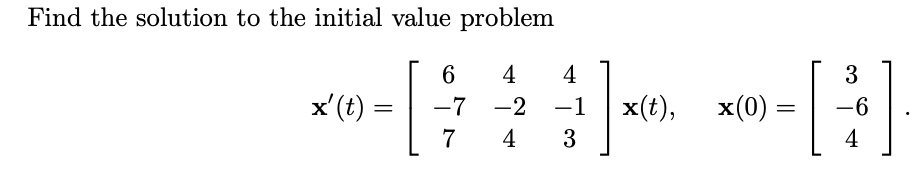 Find the solution to the initial value problem
x′(t) = [ 6 4 4 ; −7 −2 −1 ; 7 4 3 ] x(t), x(0) = [ 3 ; −6 ; 4 ].